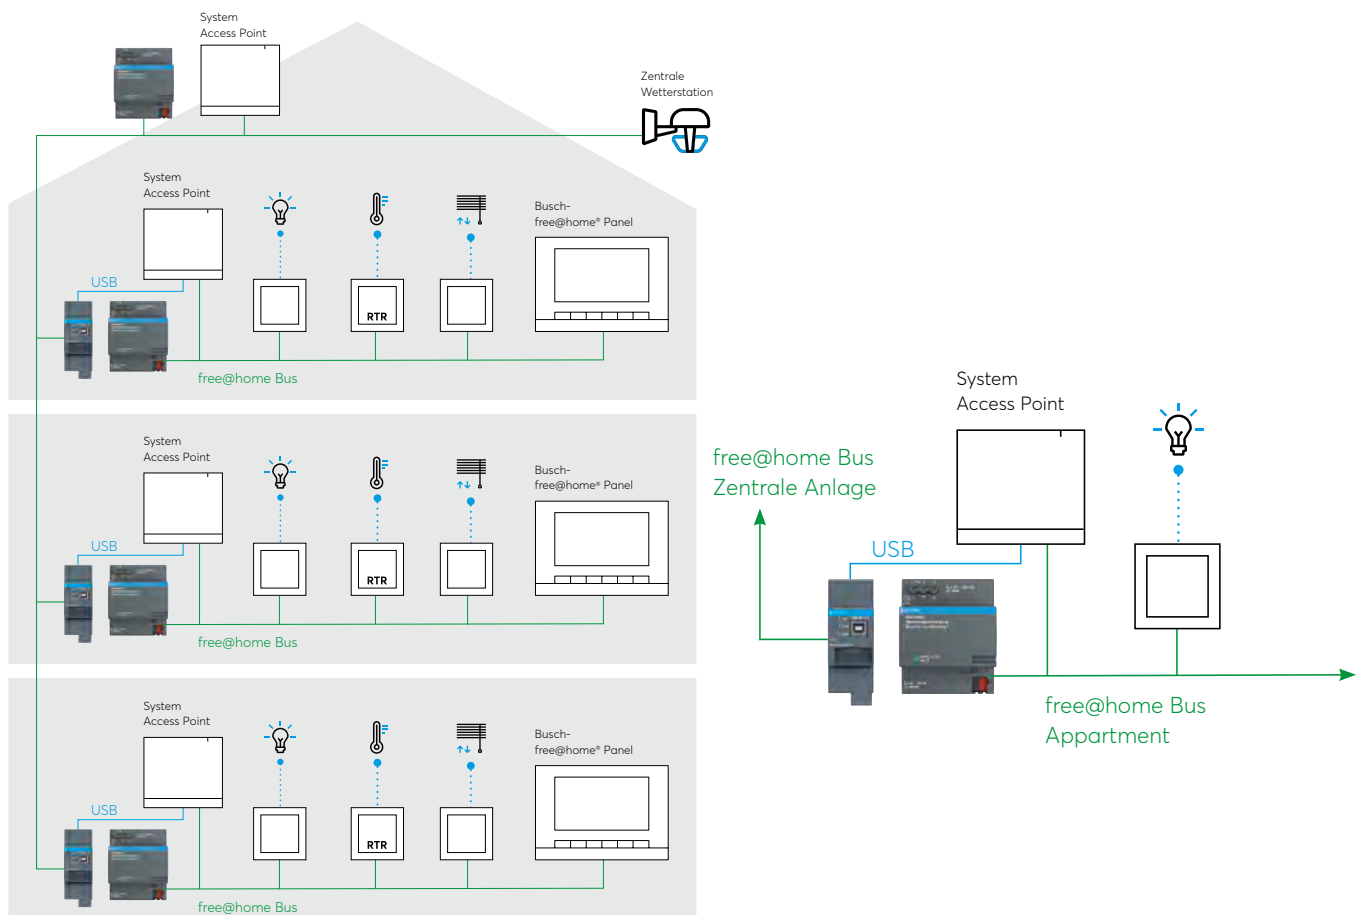 System
Access Point
Zentrale
Wetterstation
System
Access Point
Busch-
free@home® Panel
USB
RTR
free@home Bus
System
Access Point
Busch-
free@home® Panel
USB
RTR
free@home Bus
System
Access Point
Busch-
free@home® Panel
USB
RTR
free@home Bus
System
Access Point
free@home Bus
Zentrale Anlage
USB
free@home Bus
Appartment